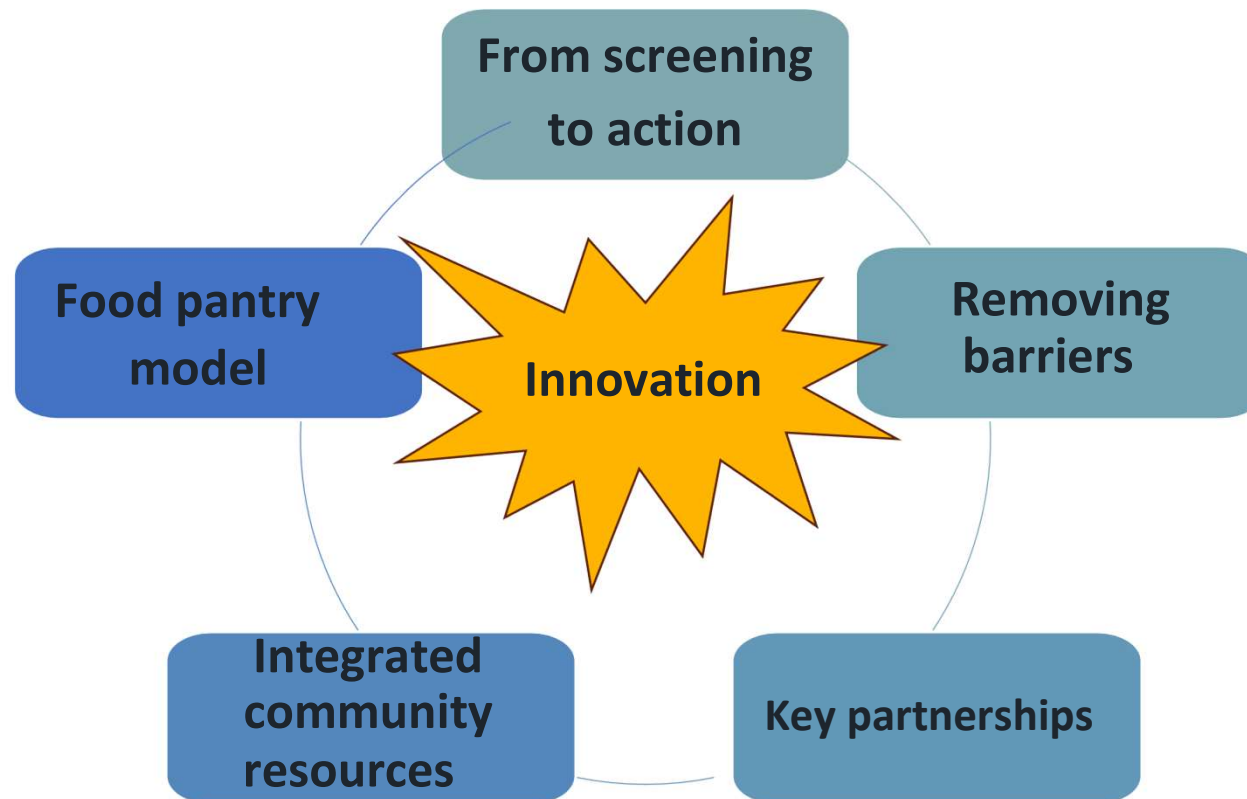 From screening
to action
Food pantry
model
Innovation
Removing
barriers
Integrated
community
resources
Key partnerships